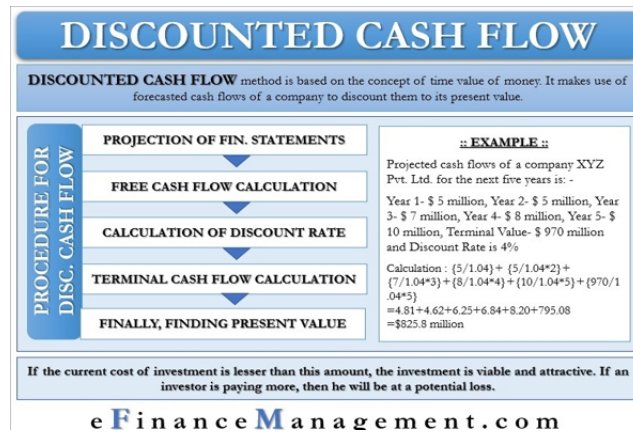 DISCOUNTED CASH FLOW
DISCOUNTED CASH FLOW method is based on the concept of time value of money. It makes use of
forecasted cash flows of a company to discount them to its present value.
PROCEDURE FOR
DISC. CASH FLOW
PROJECTION OF FIN. STATEMENTS
FREE CASH FLOW CALCULATION
CALCULATION OF DISCOUNT RATE
TERMINAL CASH FLOW CALCULATION
FINALLY, FINDING PRESENT VALUE
:: EXAMPLE ::
Projected cash flows of a company XYZ
Pvt. Ltd. for the next five years is: -
Year 1- $ 5 million, Year 2- $ 5 million, Year
3- $ 7 million, Year 4- $ 8 million, Year 5- $
10 million, Terminal Value- $ 970 million
and Discount Rate is 4%
Calculation : {5/1.04}+ {5/1.04*2}+
{7/1.04*3}+{8/1.04*4}+{10/1.04*5}+{970/1
.04*5}
=4.81+4.62+6.25+6.84+8.20+795.08
=$825.8 million
If the current cost of investment is lesser than this amount, the investment is viable and attractive. If an
investor is paying more, then he will be at a potential loss.
eFinanceManagement.com